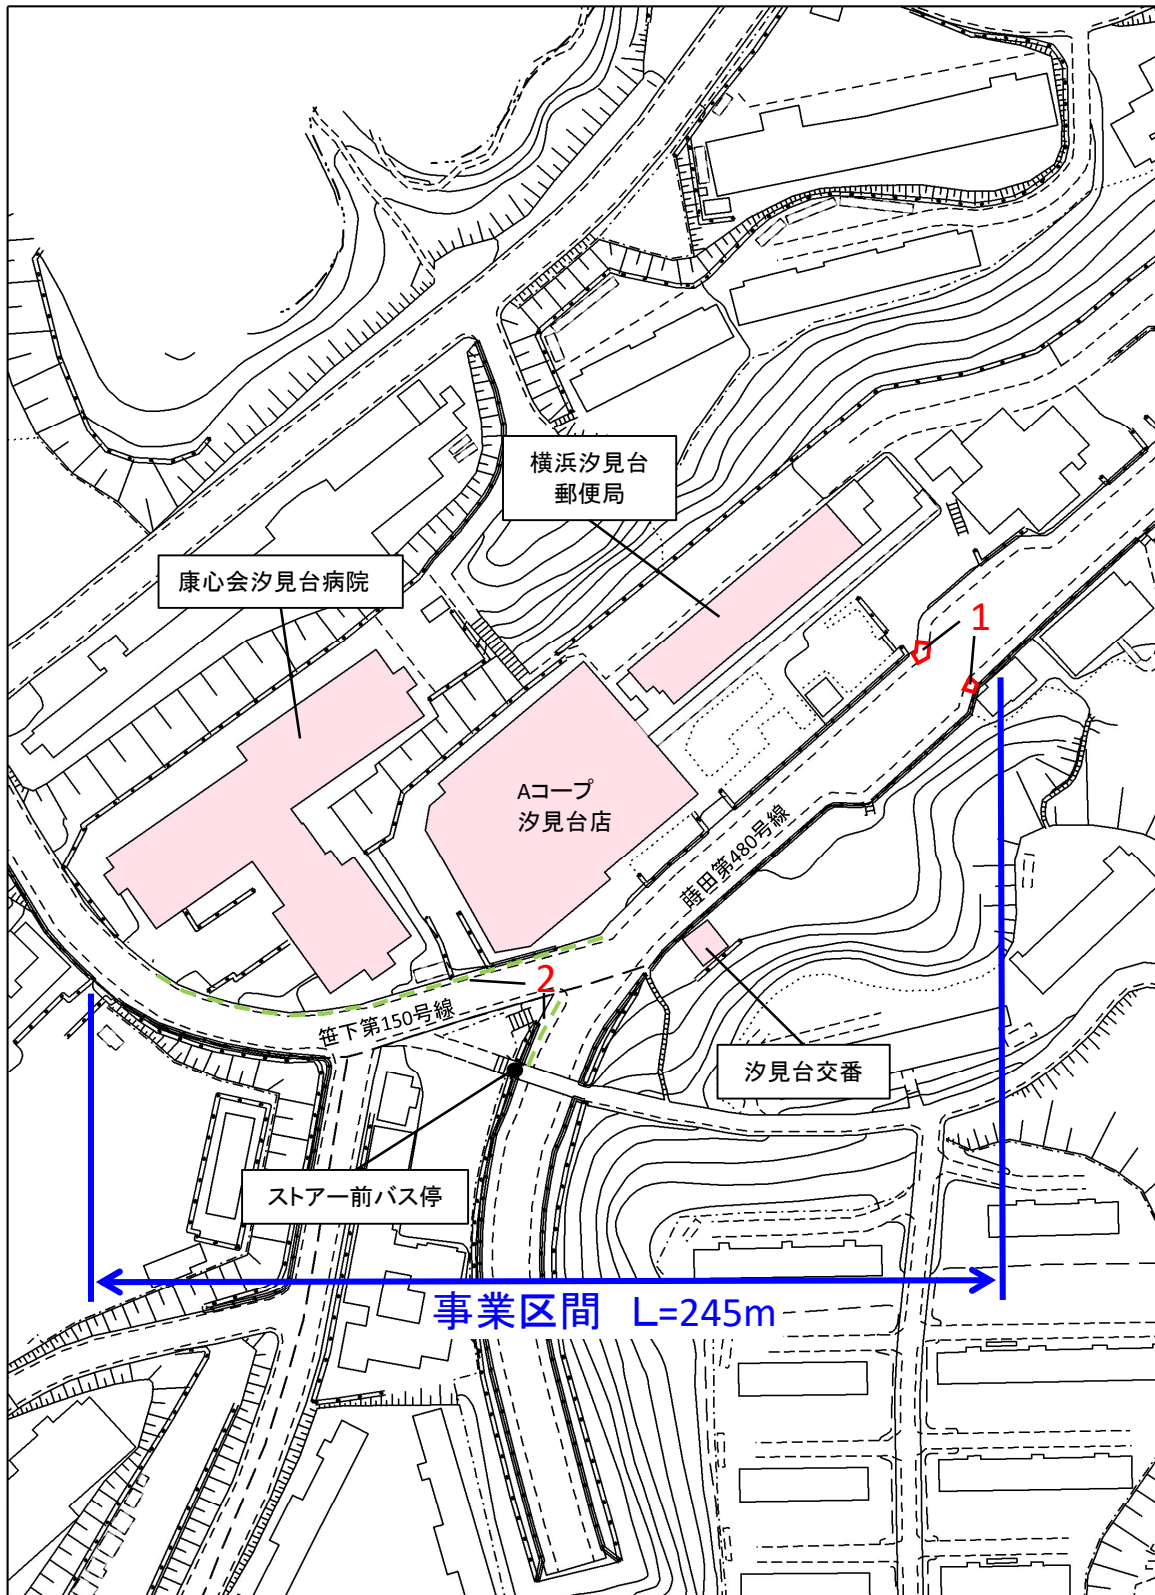 横浜汐見台
郵便局
康心会汐見台病院
1
Aコープ
汐見台店
蒔田第480号線
2
笹下第150号線
汐見台交番
ストアー前バス停
事業区間 L=245m